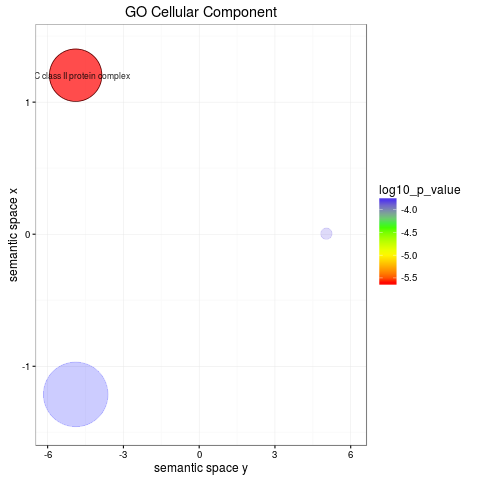 GO Cellular Component
C class II protein complex
semantic space x
1
0
-1
-6
-3
0
3
6
semantic space y
log10_p_value
-4.0
-4.5
-5.0
-5.5